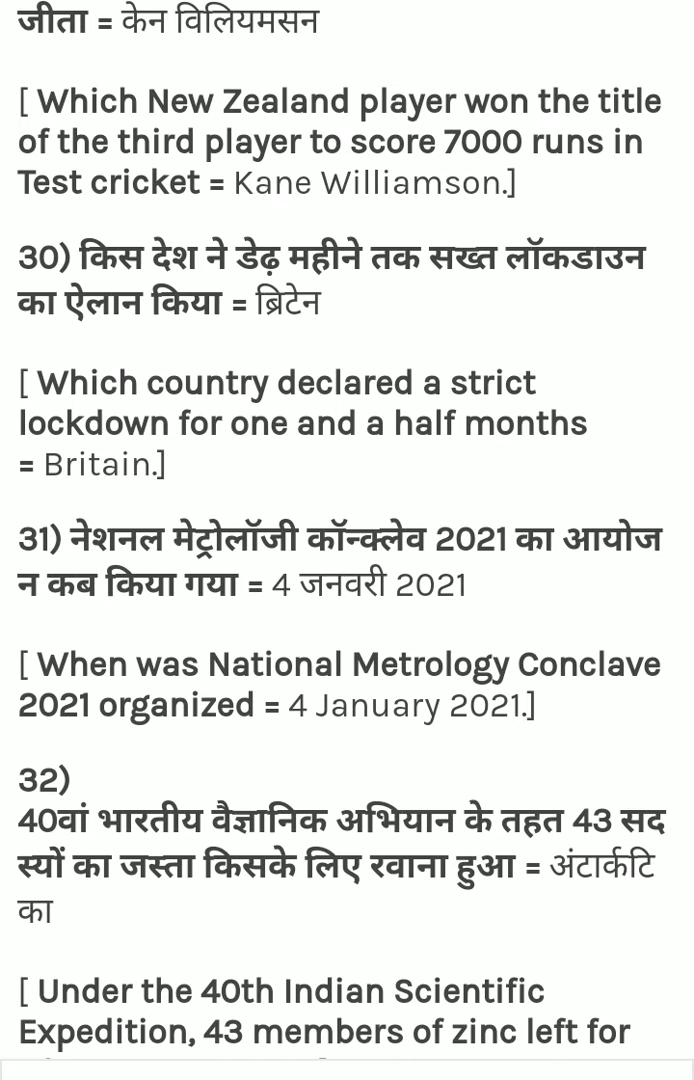 जीता = केन विलियमसन
[ Which New Zealand player won the title
of the third player to score 7000 runs in
Test cricket = Kane Williamson.]
30) किस देश ने डेढ़ महीने तक सख्त लॉकडाउन
का ऐलान किया = ब्रिटेन
[ Which country declared a strict
lockdown for one and a half months
= Britain.]
31) नेशनल मेट्रोलॉजी कॉन्क्लेव 2021 का आयोज
न कब किया गया = 4 जनवरी 2021
[ When was National Metrology Conclave
2021 organized = 4 January 2021.]
32)
40वां भारतीय वैज्ञानिक अभियान के तहत 43 सद
स्यों का जस्ता किसके लिए रवाना हुआ = अंटार्कटि
का
[ Under the 40th Indian Scientific
Expedition, 43 members of zinc left for